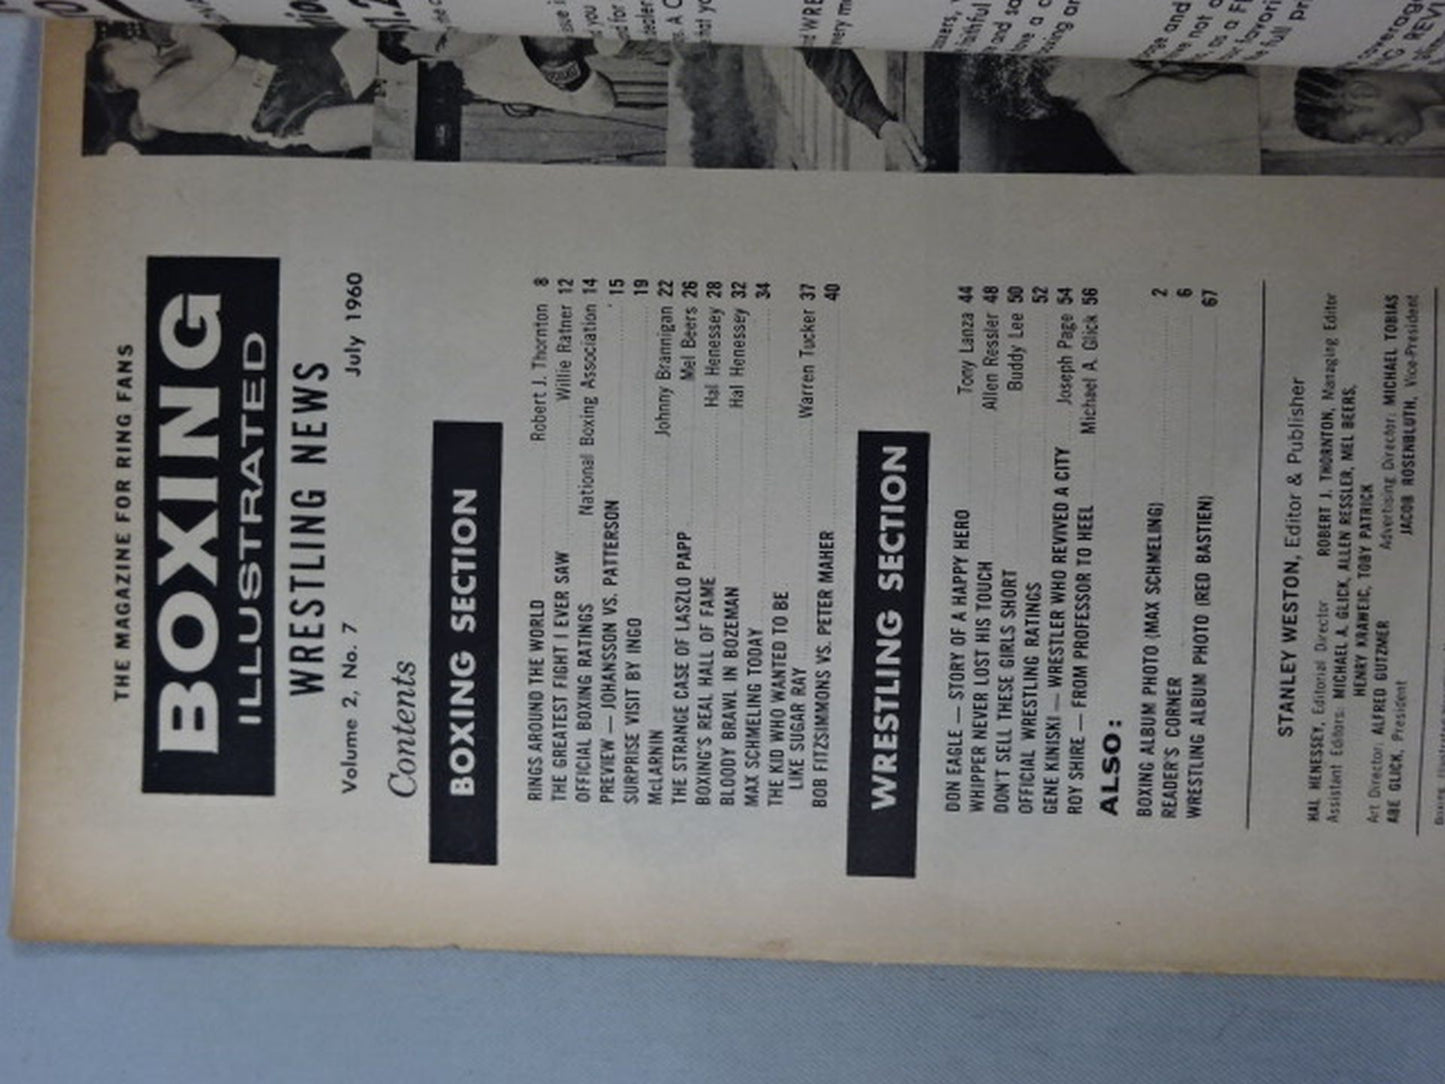 THE MAGAZINE FOR RING FANS
BOXING
ILLUSTRATED
WRESTLING NEWS
Volume 2, No. 7 July 1960
Contents
BOXING SECTION
RINGS AROUND THE WORLD Robert J. Thornton 8
THE GREATEST FIGHT I EVER SAW Willie Ratner 12
OFFICIAL BOXING RATINGS National Boxing Association 14
PREVIEW — JOHANSSON VS. PATTERSON 15
SURPRISE VISIT BY INGO 19
McLARNIN Johnny Brannigan 22
THE STRANGE CASE OF LASZLO PAPP Mel Beers 26
BOXING'S REAL HALL OF FAME Hal Henessey 28
BLOODY BRAWL IN BOZEMAN Hal Henessey 32
MAX SCHMELING TODAY 34
THE KID WHO WANTED TO BE
LIKE SUGAR RAY Warren Tucker 37
BOB FITZSIMMONS VS. PETER MAHER 40
WRESTLING SECTION
DON EAGLE — STORY OF A HAPPY HERO Tony Lanza 44
WHIPPER NEVER LOST HIS TOUCH Allen Ressler 48
DON'T SELL THESE GIRLS SHORT Buddy Lee 50
OFFICIAL WRESTLING RATINGS 52
GENE KINISKI — WRESTLER WHO REVIVED A CITY Joseph Page 54
ROY SHIRE — FROM PROFESSOR TO HEEL Michael A. Glick 56
ALSO:
BOXING ALBUM PHOTO (MAX SCHMELING) 2
READER'S CORNER 6
WRESTLING ALBUM PHOTO (RED BASTIEN) 67
STANLEY WESTON, Editor & Publisher
HAL HENESSEY, Editorial Director ROBERT J. THORNTON, Managing Editor
Assistant Editors: MICHAEL A. GLICK, ALLEN RESSLER, MEL BEERS,
HENRY KRAWEIC, TOBY PATRICK
Art Director: ALFRED GUTZMER Advertising Director: MICHAEL TOBIAS
ABE GLICK, President JACOB ROSENBLUTH, Vice-President